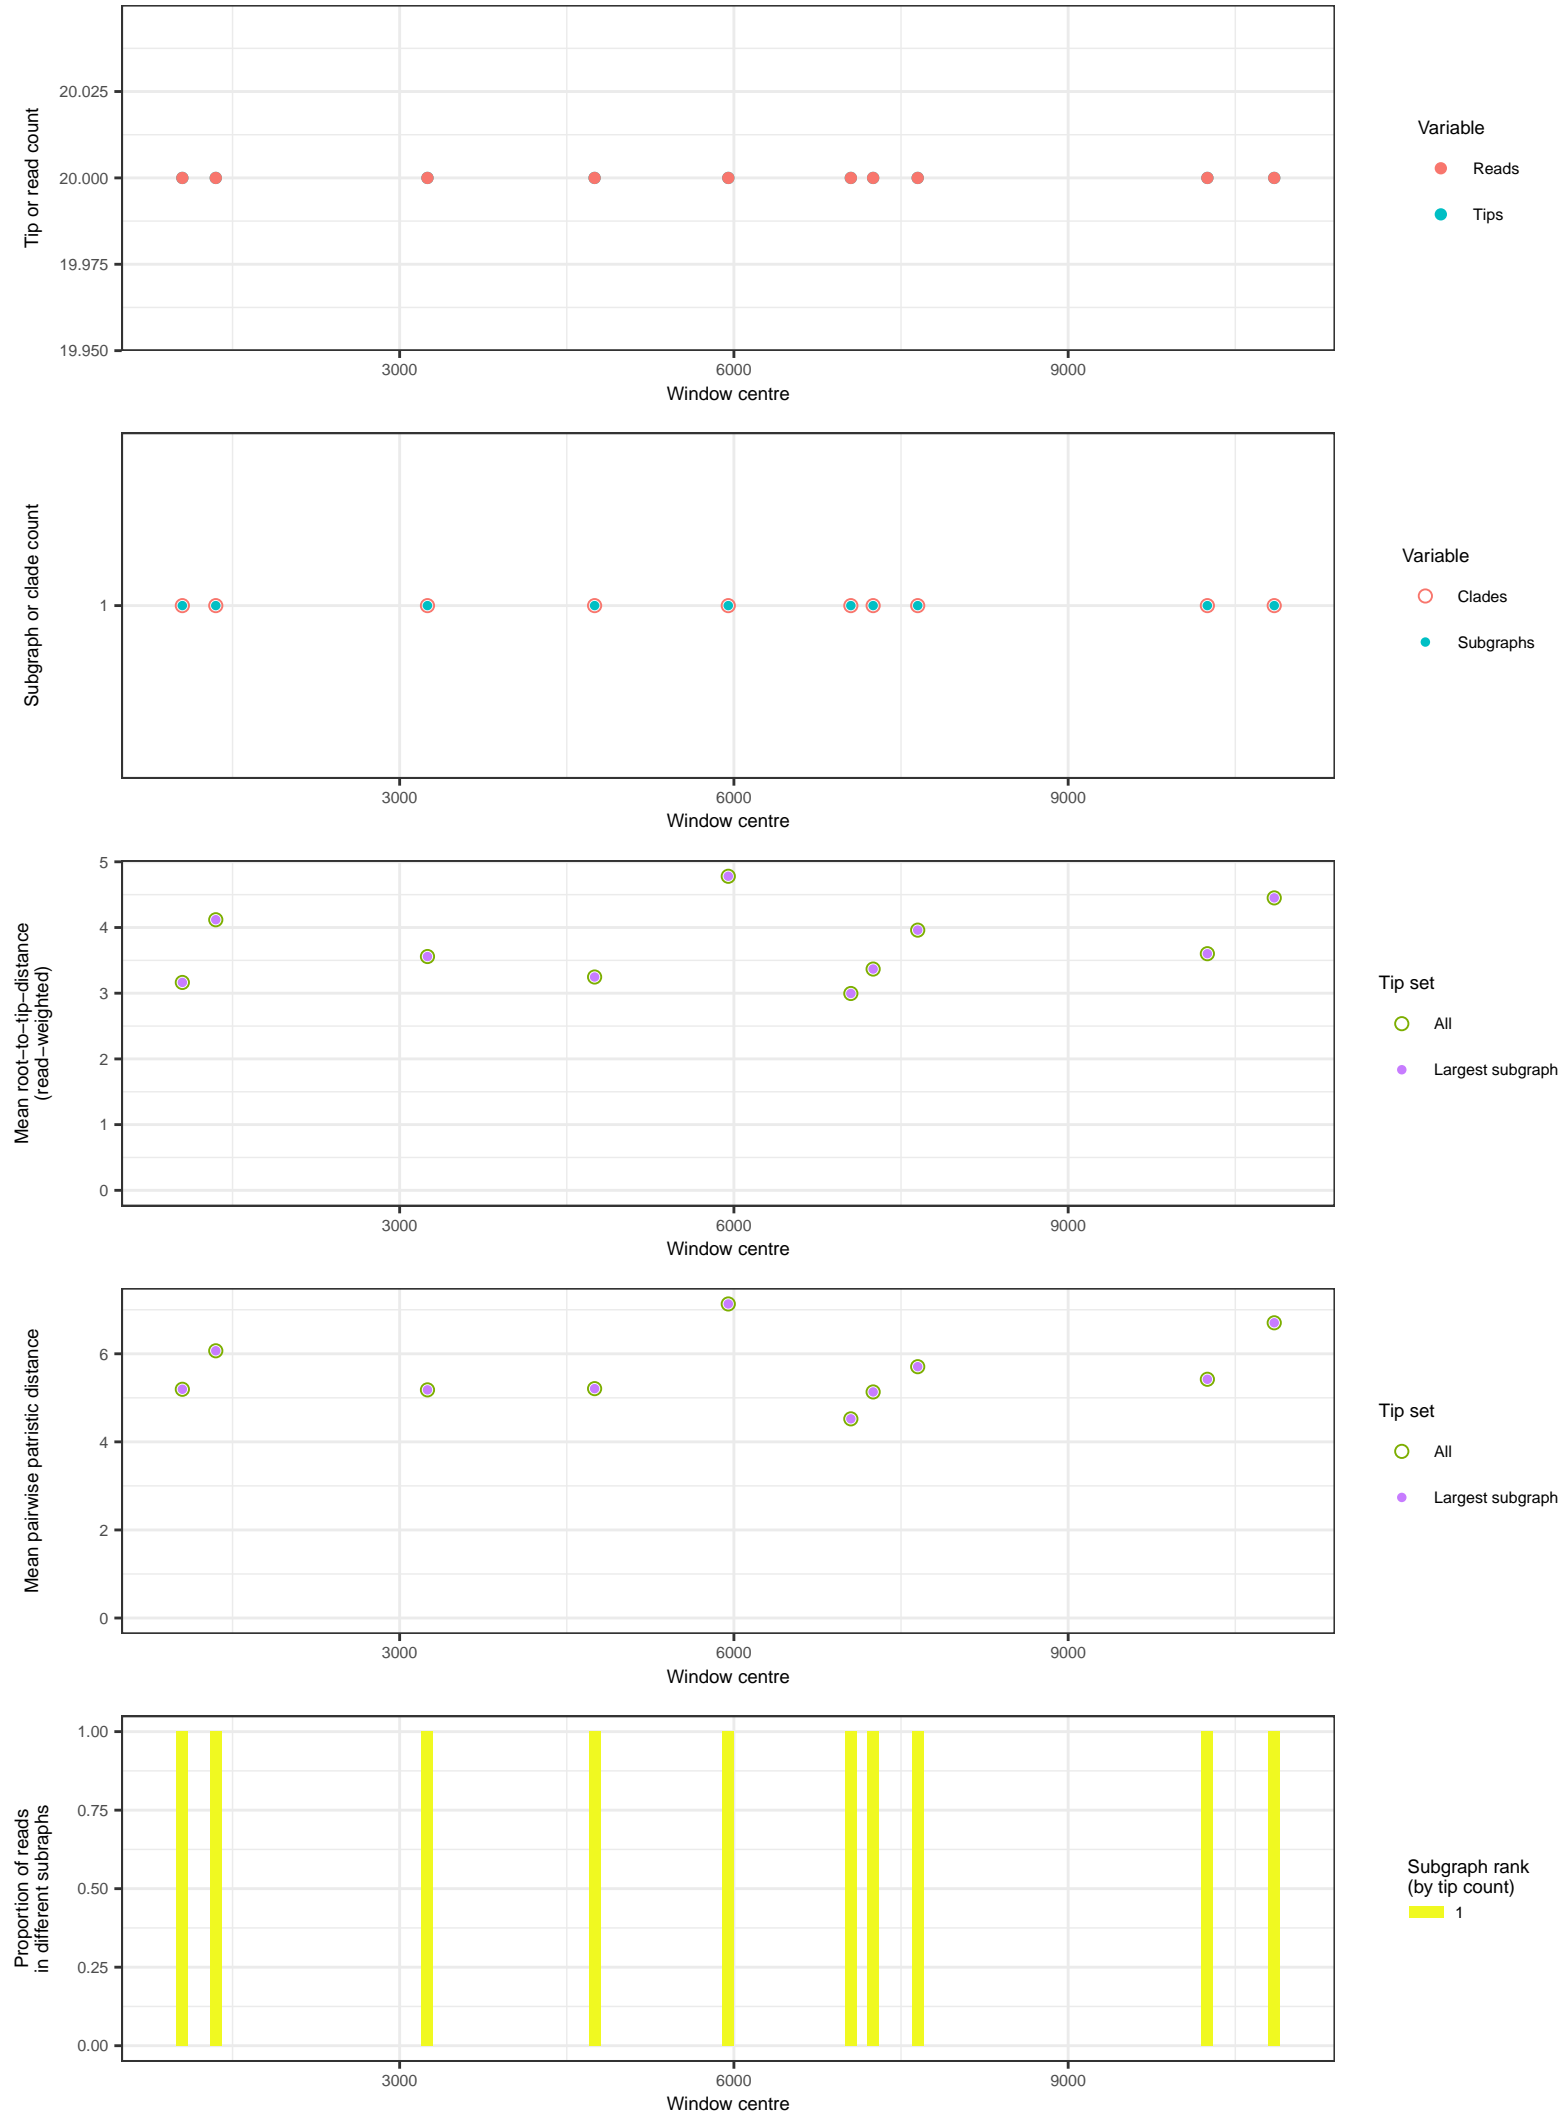 Tip or read count
20.025
20.000
19.975
19.950
3000
6000
9000
Window centre
Variable
Reads
Tips
Subgraph or clade count
1
3000
6000
9000
Window centre
Variable
Clades
Subgraphs
Mean root−to−tip−distance
(read−weighted)
5
4
3
2
1
0
3000
6000
9000
Window centre
Tip set
All
Largest subgraph
Mean pairwise patristic distance
6
4
2
0
3000
6000
9000
Window centre
Tip set
All
Largest subgraph
Proportion of reads
in different subraphs
1.00
0.75
0.50
0.25
0.00
3000
6000
9000
Window centre
Subgraph rank
(by tip count)
1